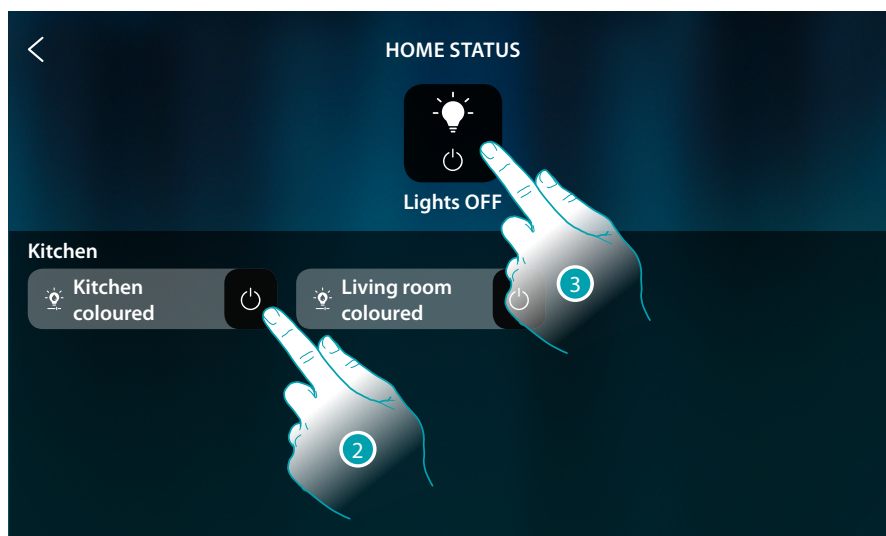 HOME STATUS
Lights OFF
Kitchen
Kitchen
coloured
Living room
coloured
3
2